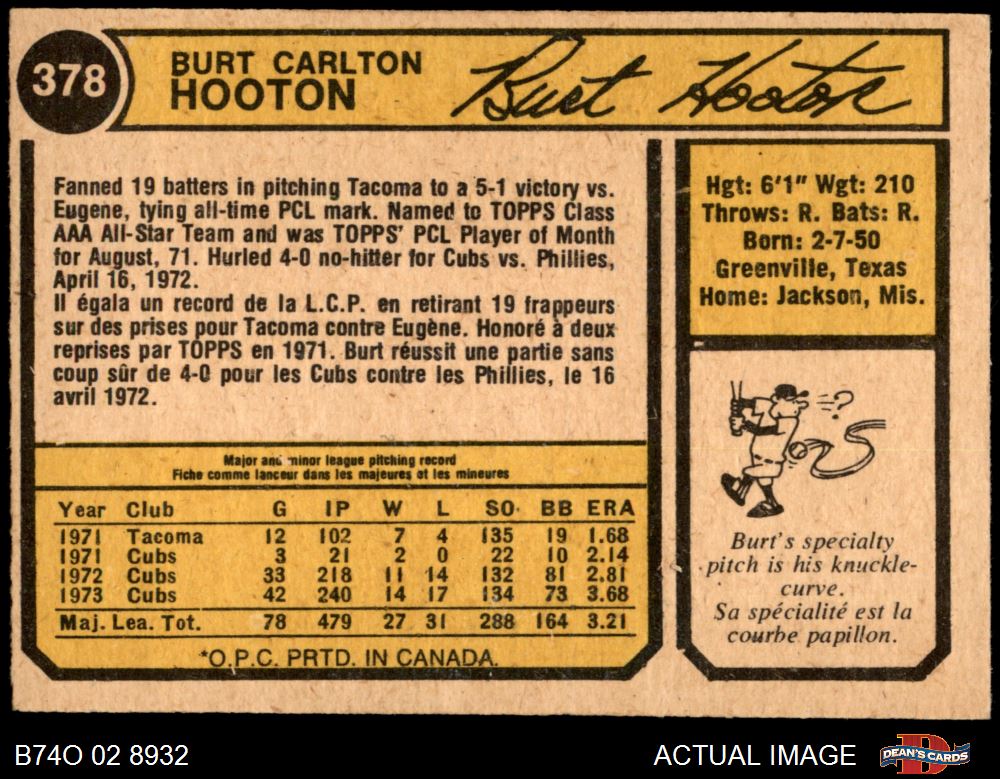 378
BURT CARLTON
HOOTON
Burt Hooton
Fanned 19 batters in pitching Tacoma to a 5-1 victory vs.
Eugene, tying all-time PCL mark. Named to TOPPS Class
AAA All-Star Team and was TOPPS' PCL Player of Month
for August, 71. Hurled 4-0 no-hitter for Cubs vs. Phillies,
April 16, 1972.
Il égala un record de la L.C.P. en retirant 19 frappeurs
sur des prises pour Tacoma contre Eugène. Honoré à deux
reprises par TOPPS en 1971. Burt réussit une partie sans
coup sûr de 4-0 pour les Cubs contre les Phillies, le 16
avril 1972.
Hgt: 6'1" Wgt: 210
Throws: R. Bats: R.
Born: 2-7-50
Greenville, Texas
Home: Jackson, Mis.
Major and minor league pitching record
Fiche comme lanceur dans les majeures et les mineures
Year Club G IP W L SO BB ERA
1971 Tacoma 12 102 7 4 135 19 1.68
1971 Cubs 3 21 2 0 22 10 2.14
1972 Cubs 33 218 11 14 132 81 2.81
1973 Cubs 42 240 14 17 134 73 3.68
Maj. Lea. Tot. 78 479 27 31 288 164 3.21
*O.P.C. PRTD. IN CANADA.
?
Burt's specialty
pitch is his knuckle-
curve.
Sa spécialité est la
courbe papillon.
B74O 02 8932
ACTUAL IMAGE
DEAN'S CARDS